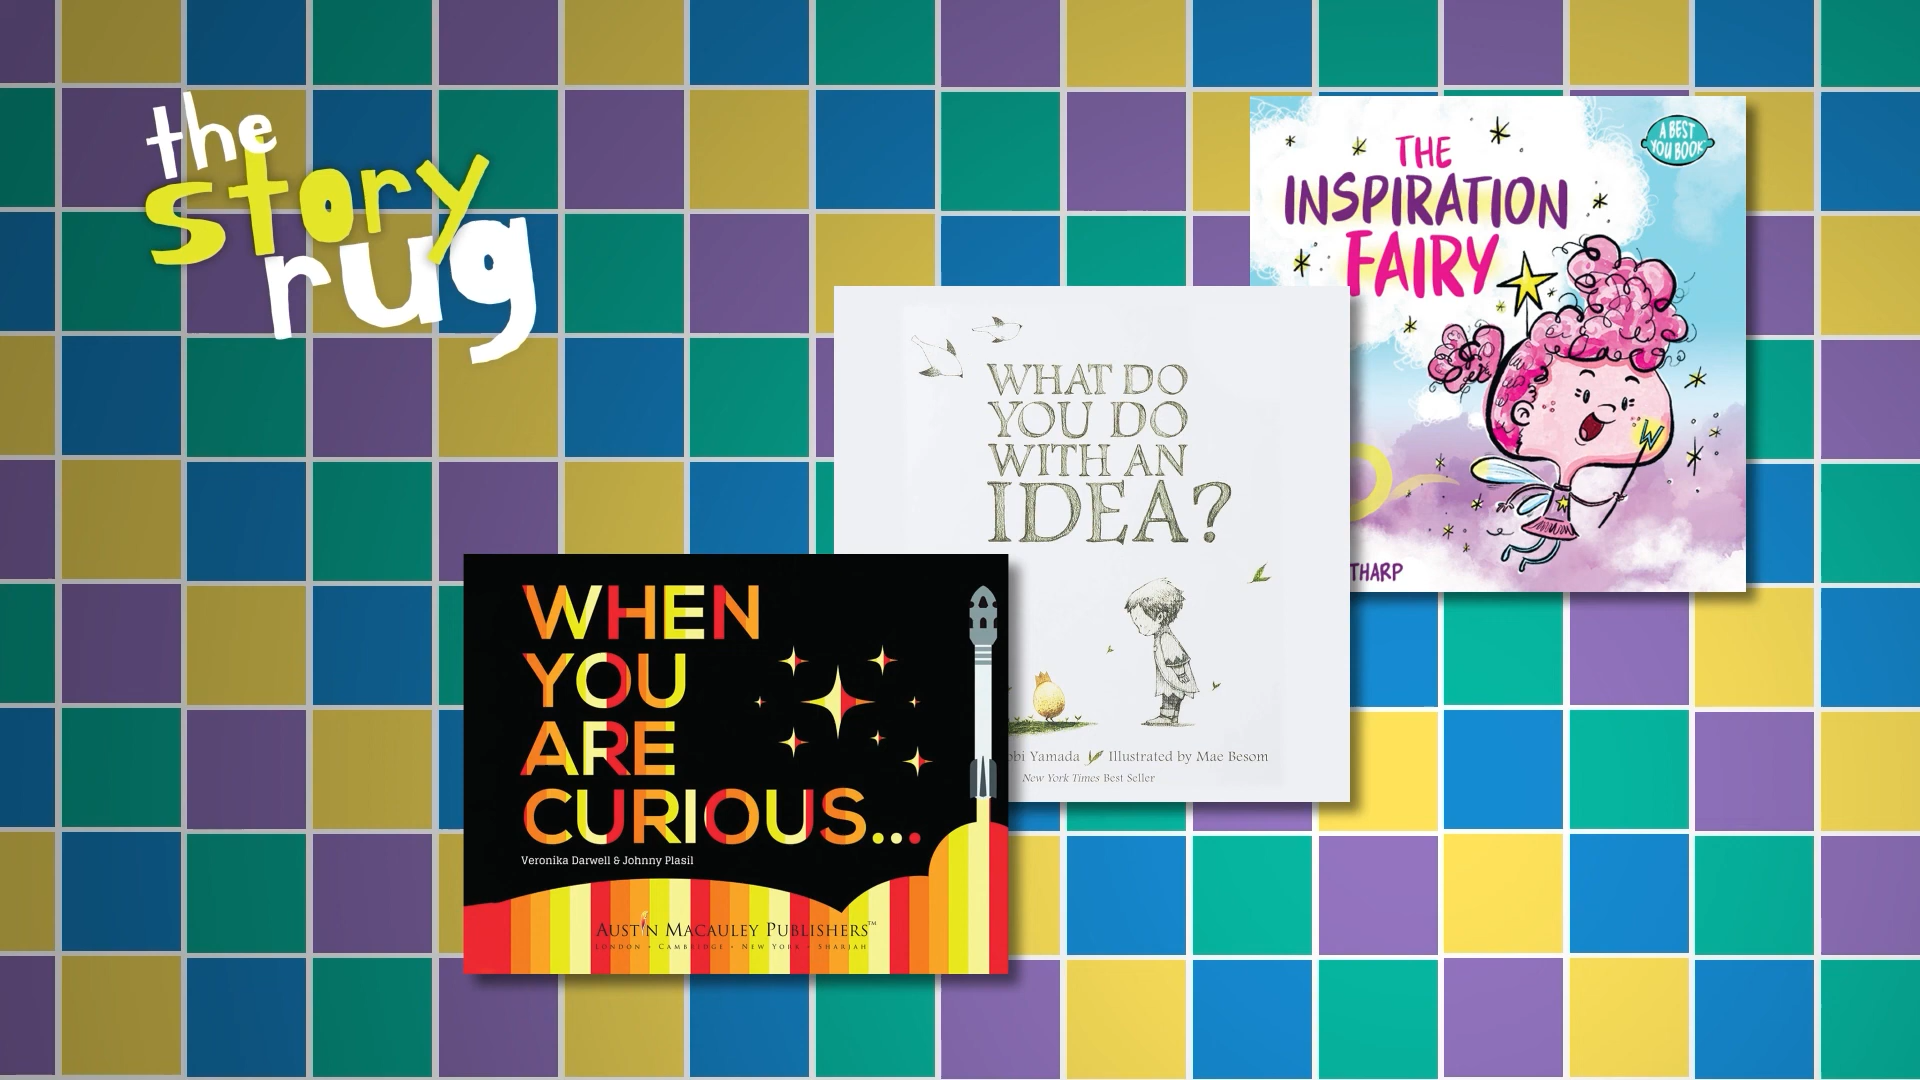 the
story
rug
THE
INSPIRATION
FAIRY
A BEST
YOU BOOK
W
THARP
WHAT DO
YOU DO
WITH AN
IDEA?
Yamada Illustrated by Mae Besom
New York Times Best Seller
WHEN
YOU
ARE
CURIOUS...
Veronika Darwell & Johnny Plasil
AUSTIN MACAULEY PUBLISHERS™
LONDON • CAMBRIDGE • NEW YORK • SHARJAH